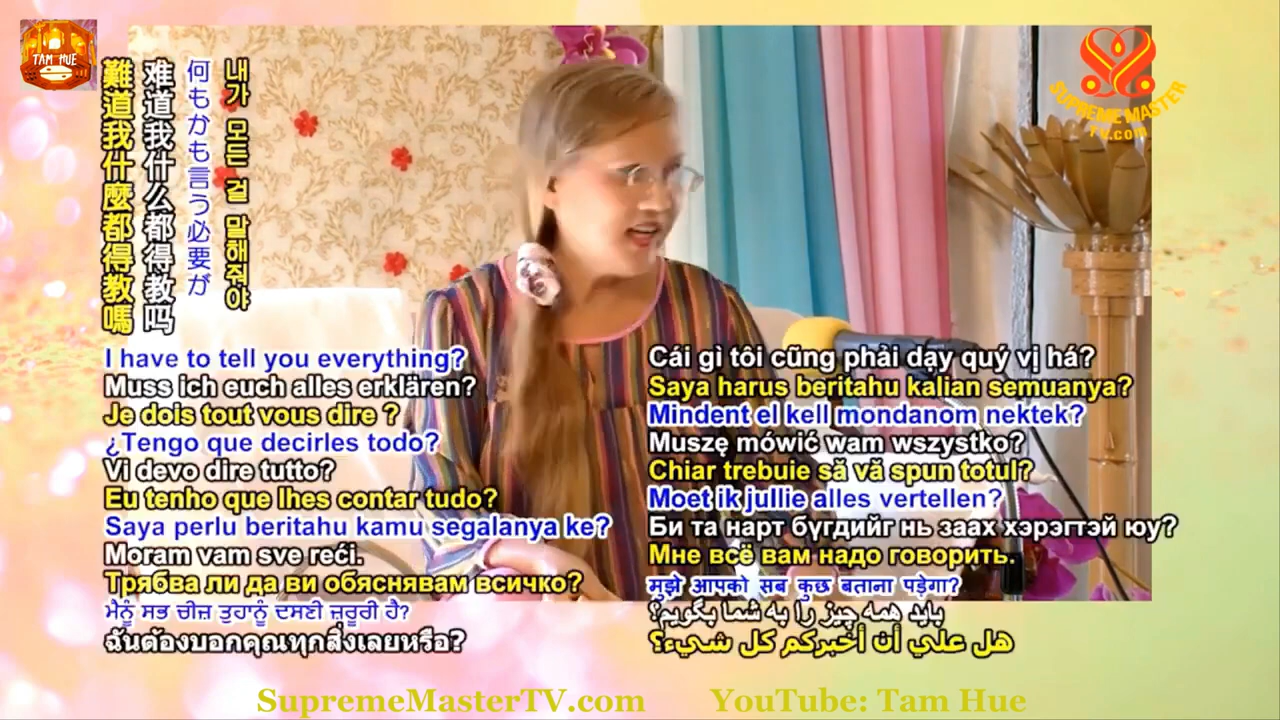 TAM HUE
SUPREME MASTER
TV.com
難道我什麼都得教嗎
难道我什么都得教吗
何もかも言う必要が
내가 모든 걸 말해줘야
I have to tell you everything?
Muss ich euch alles erklären?
Je dois tout vous dire ?
¿Tengo que decirles todo?
Vi devo dire tutto?
Eu tenho que lhes contar tudo?
Saya perlu beritahu kamu segalanya ke?
Moram vam sve reći.
Трябва ли да ви обяснявам всичко?
ਮੈਨੂੰ ਸਭ ਚੀਜ਼ ਤੁਹਾਨੂੰ ਦਸਣੀ ਜ਼ਰੂਰੀ ਹੈ?
ฉันต้องบอกคุณทุกสิ่งเลยหรือ?
Cái gì tôi cũng phải dạy quý vị há?
Saya harus beritahu kalian semuanya?
Mindent el kell mondanom nektek?
Muszę mówić wam wszystko?
Chiar trebuie să vă spun totul?
Moet ik jullie alles vertellen?
Би та нарт бүгдийг нь заах хэрэгтэй юу?
Мне всё вам надо говорить.
मुझे आपको सब कुछ बताना पड़ेगा?
باید همه چیز را به شما بگویم؟
هل علي أن أخبركم كل شيء؟
SupremeMasterTV.com
YouTube: Tam Hue